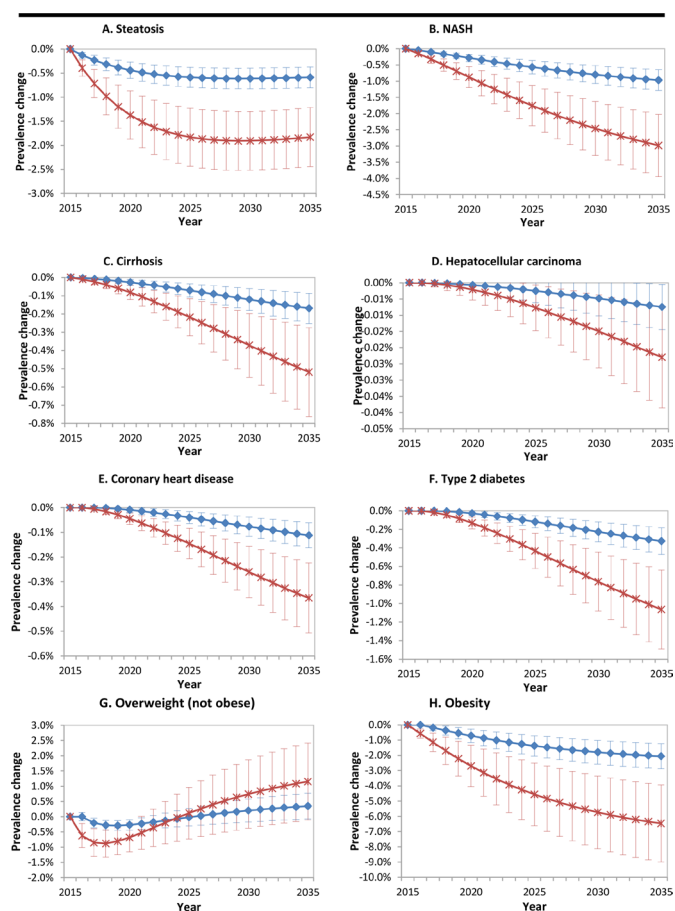 A. Steatosis
Prevalence change
0.0%
-0.5%
-1.0%
-1.5%
-2.0%
-2.5%
-3.0%
2015 2020 2025 2030 2035
Year
B. NASH
Prevalence change
0.0%
-0.5%
-1.0%
-1.5%
-2.0%
-2.5%
-3.0%
-3.5%
-4.0%
-4.5%
2015 2020 2025 2030 2035
Year
C. Cirrhosis
Prevalence change
0.0%
-0.1%
-0.2%
-0.3%
-0.4%
-0.5%
-0.6%
-0.7%
-0.8%
2015 2020 2025 2030 2035
Year
D. Hepatocellular carcinoma
Prevalence change
0.00%
-0.01%
-0.01%
-0.02%
-0.02%
-0.03%
-0.03%
-0.04%
-0.04%
-0.05%
2015 2020 2025 2030 2035
Year
E. Coronary heart disease
Prevalence change
0.0%
-0.1%
-0.2%
-0.3%
-0.4%
-0.5%
-0.6%
2015 2020 2025 2030 2035
Year
F. Type 2 diabetes
Prevalence change
0.0%
-0.2%
-0.4%
-0.6%
-0.8%
-1.0%
-1.2%
-1.4%
-1.6%
2015 2020 2025 2030 2035
Year
G. Overweight (not obese)
Prevalence change
3.0%
2.5%
2.0%
1.5%
1.0%
0.5%
0.0%
-0.5%
-1.0%
-1.5%
-2.0%
2015 2020 2025 2030 2035
Year
H. Obesity
Prevalence change
0.0%
-1.0%
-2.0%
-3.0%
-4.0%
-5.0%
-6.0%
-7.0%
-8.0%
-9.0%
-10.0%
2015 2020 2025 2030 2035
Year